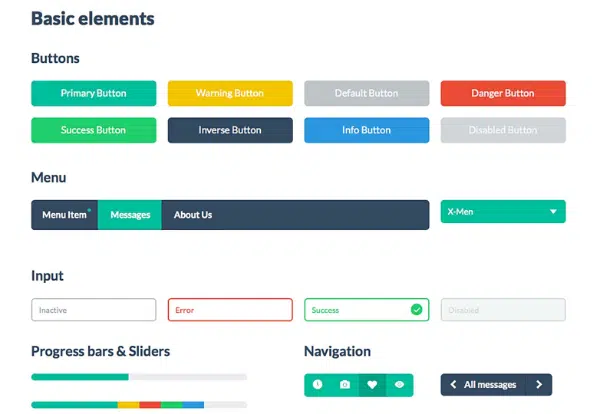 Basic elements
Buttons
Primary Button Warning Button Default Button Danger Button
Success Button Inverse Button Info Button Disabled Button
Menu
Menu Item Messages About Us X-Men
Input
Inactive Error Success Disabled
Progress bars & Sliders Navigation
All messages